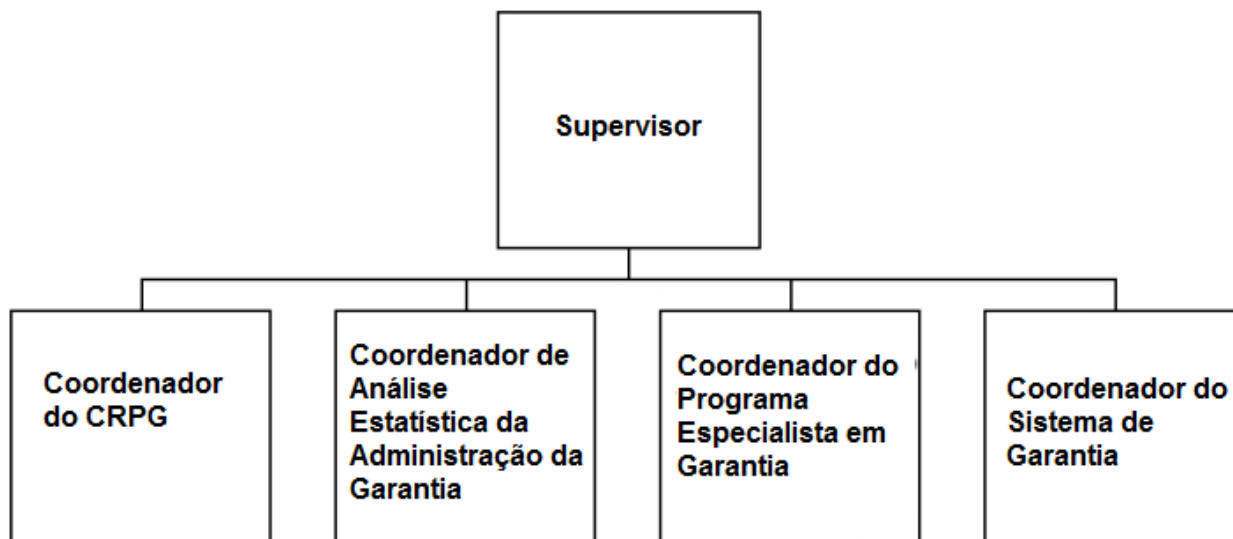 Supervisor
Coordenador
do CRPG
Coordenador de
Análise
Estatística da
Administração da
Garantia
Coordenador do
Programa
Especialista em
Garantia
Coordenador do
Sistema de
Garantia